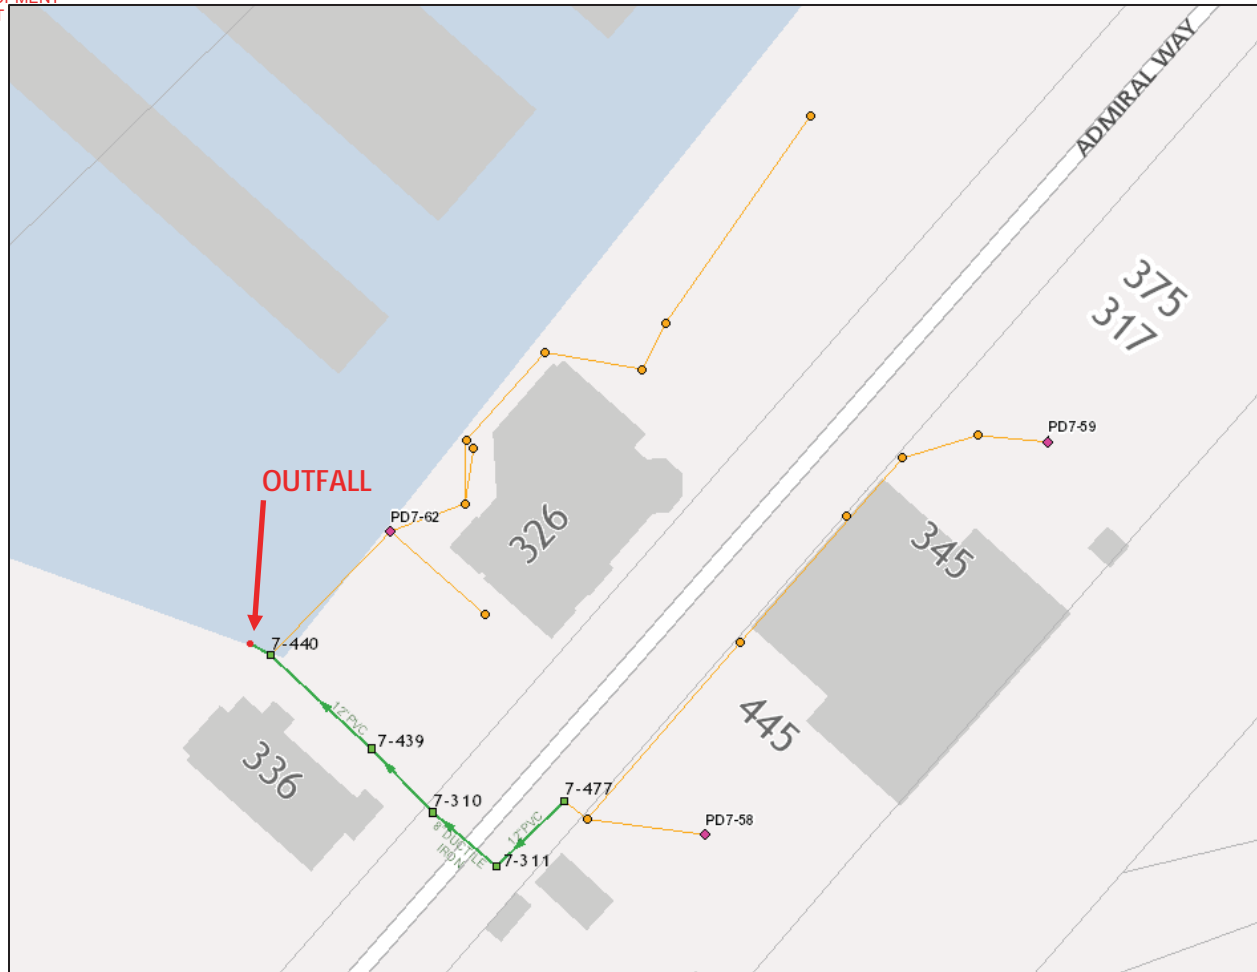 ADMIRAL WAY
375
317
PD7-59
OUTFALL
PD7-62
326
345
7-440
12"PVC
7-439
445
336
7-477
7-310
PD7-58
12"PVC
8" DUCTILE
IRON
7-311